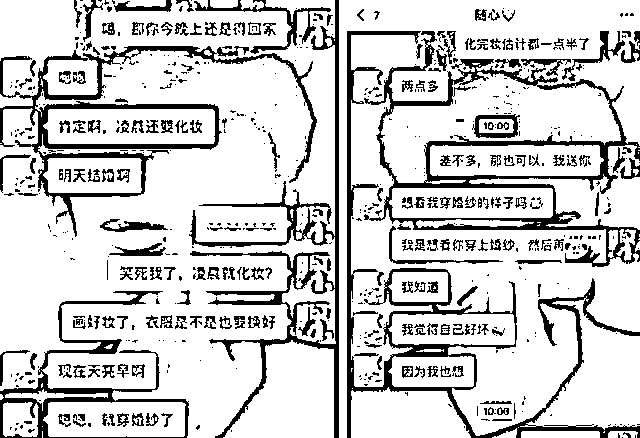 嗯，那你今晚上还是得回家
嗯嗯
肯定啊，凌晨还要化妆
明天结婚啊
笑死我了，凌晨就化妆？
画好妆了，衣服是不是也要换好
现在天亮早啊
嗯嗯，就穿婚纱了
7
随心
化完妆估计都一点半了
两点多
10:00
差不多，那也可以，我送你
想看我穿婚纱的样子吗
我是想看你穿上婚纱，然后再
我知道
我觉得自己好坏
因为我也想
10:00